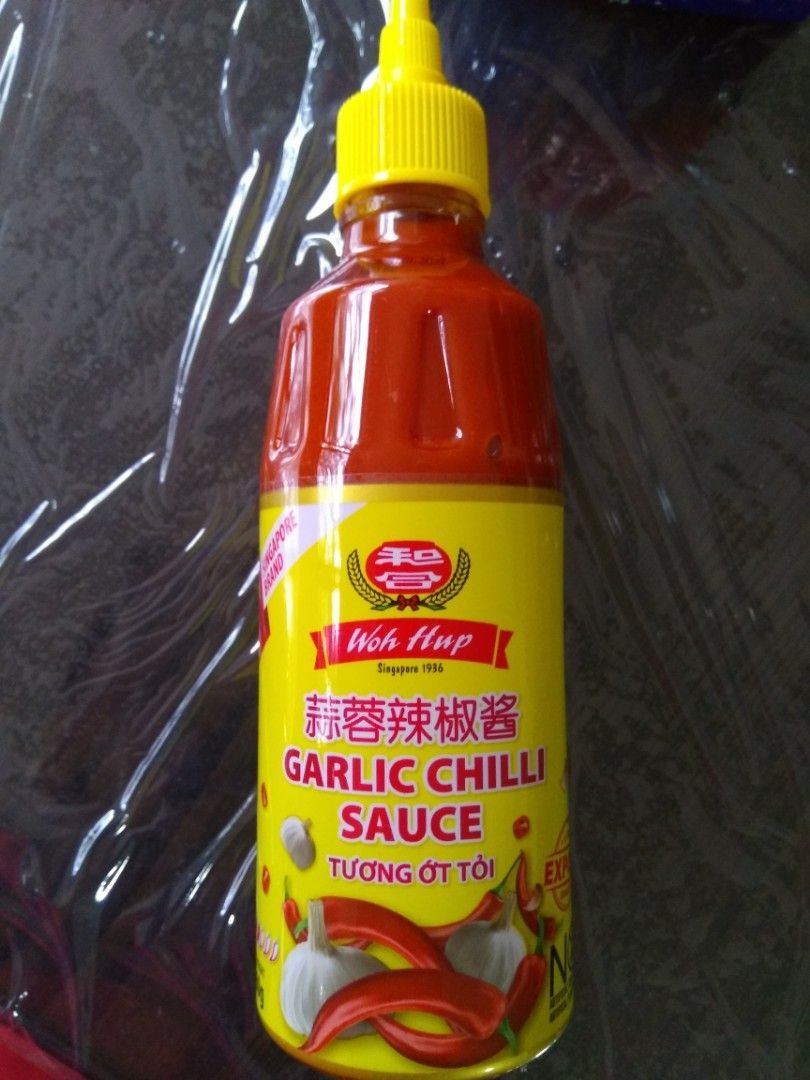 SINGAPORE
BRAND
和合
Woh Hup
Singapore 1936
蒜蓉辣椒酱
GARLIC CHILLI
SAUCE
TƯƠNG ỚT TỎI